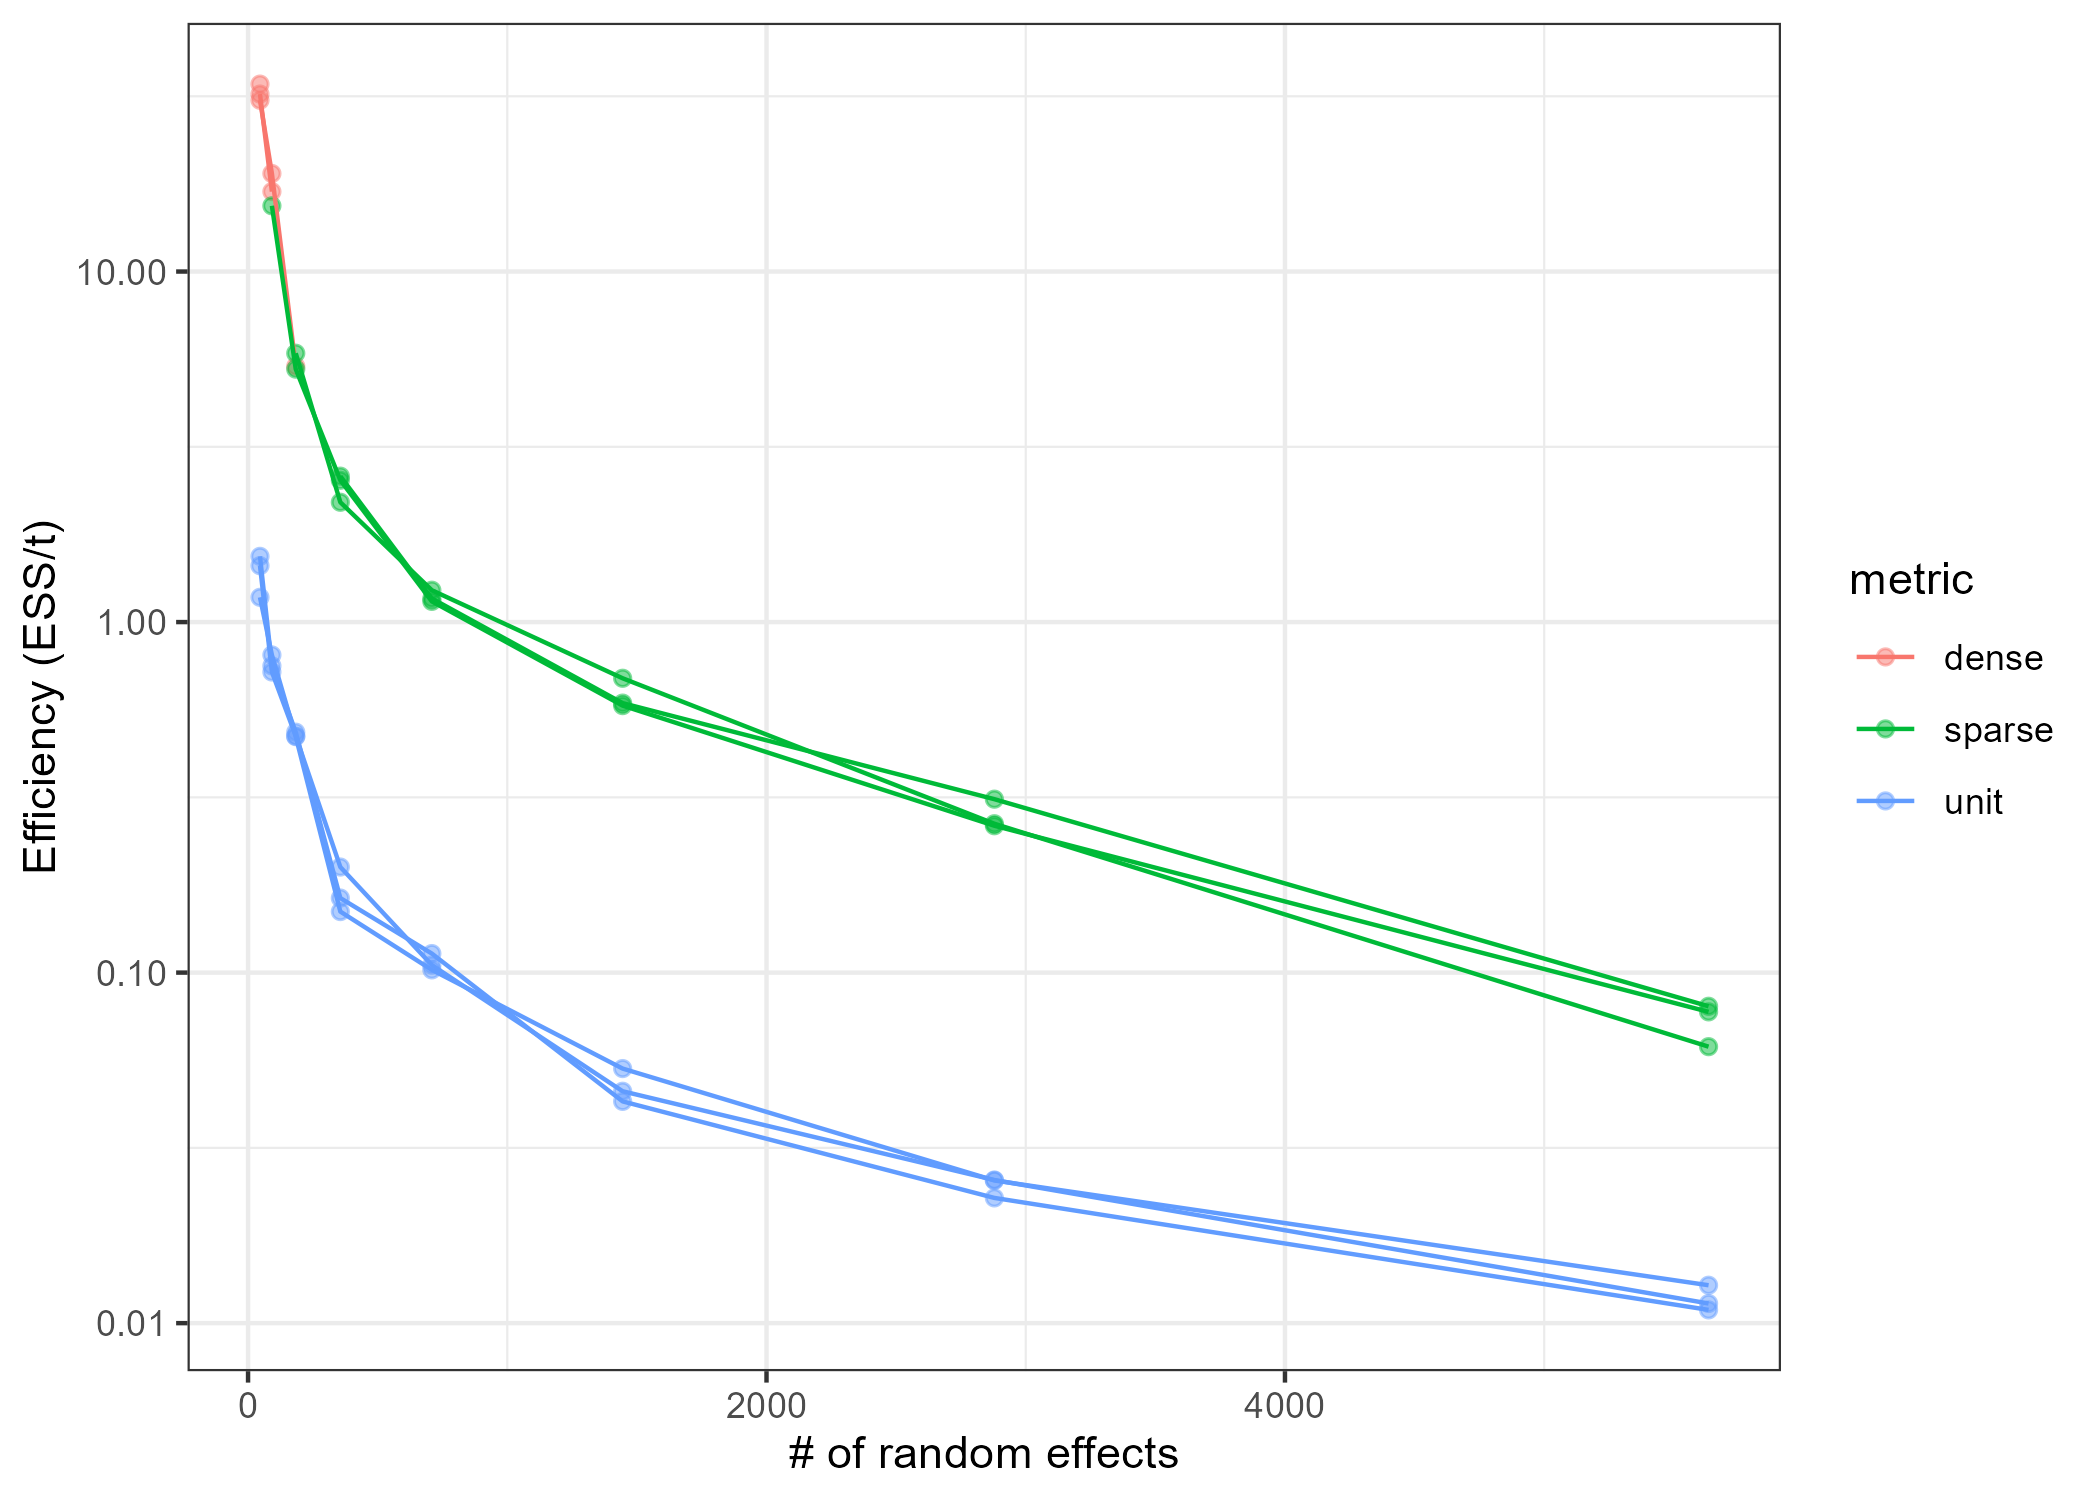 Efficiency (ESS/t)
10.00
1.00
0.10
0.01
0
2000
4000
# of random effects
metric
dense
sparse
unit